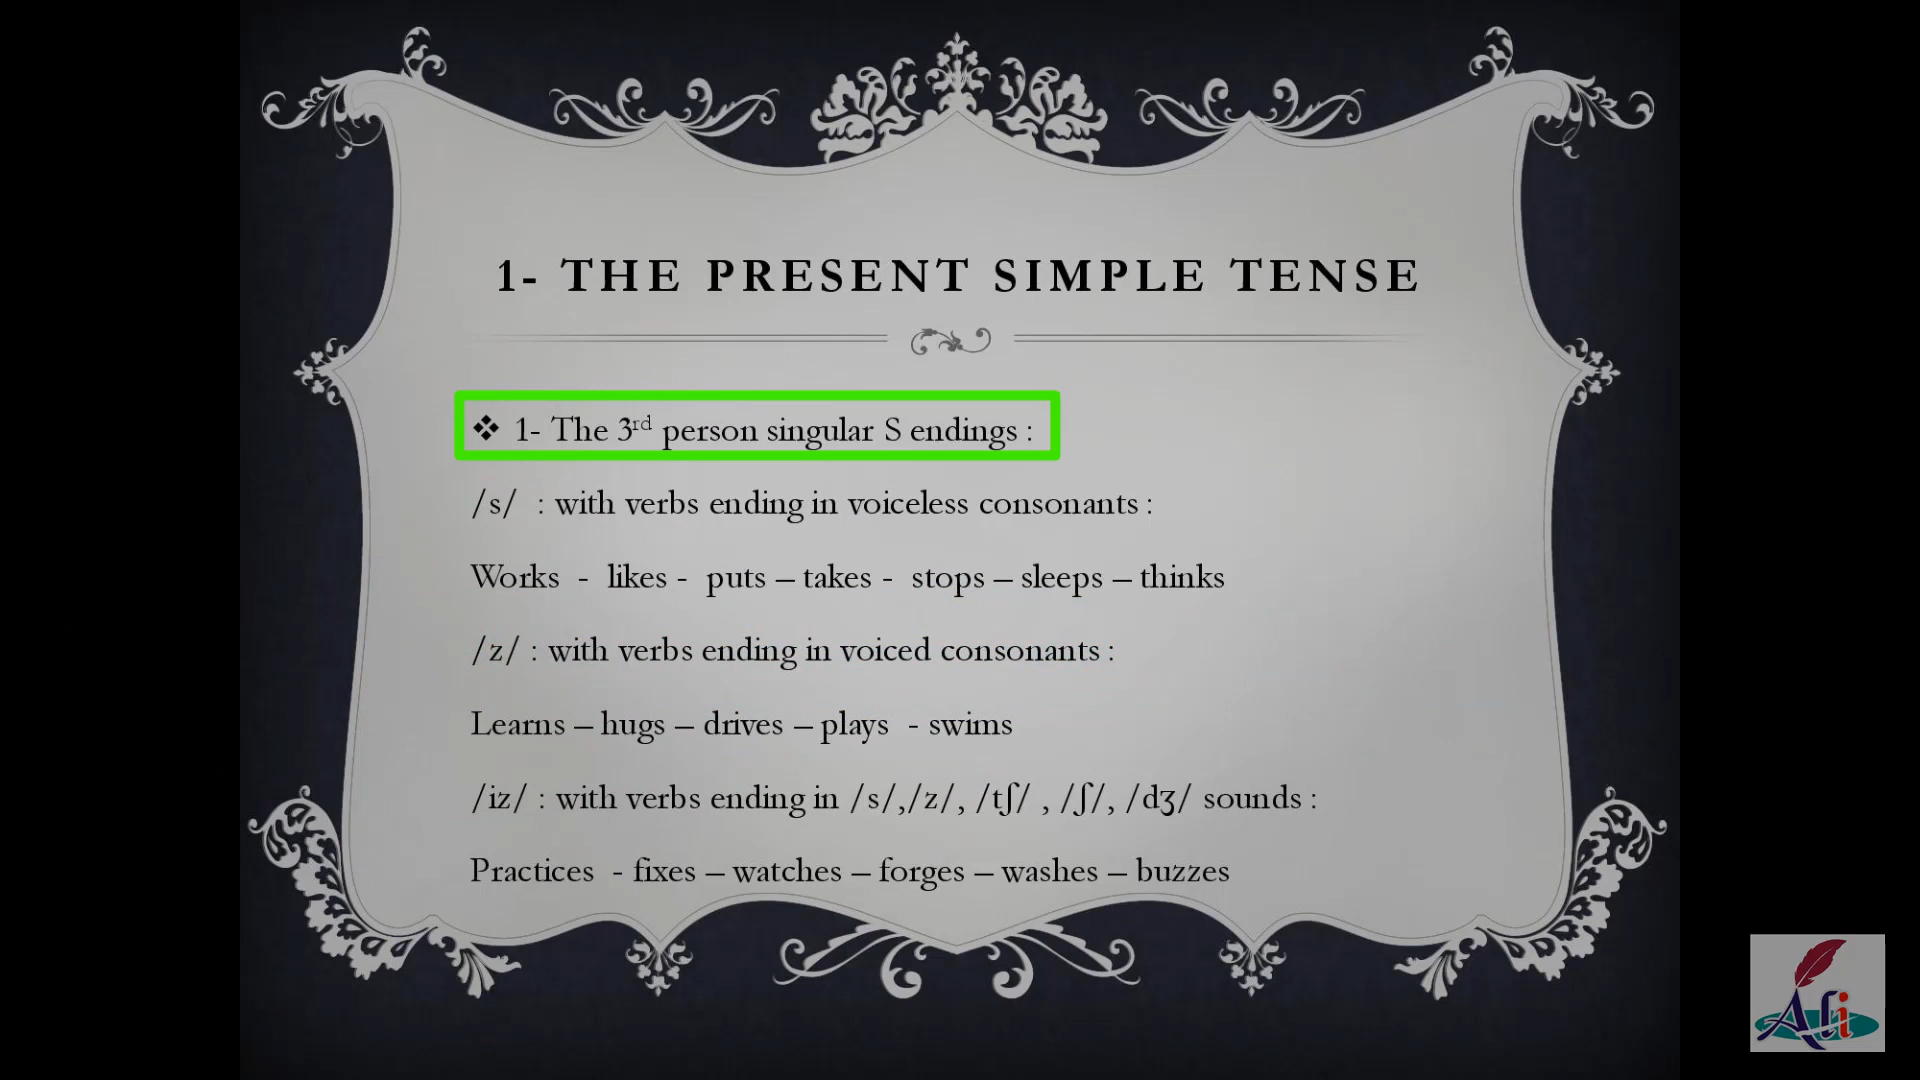 1- THE PRESENT SIMPLE TENSE
❖ 1- The 3rd person singular S endings :
/s/ : with verbs ending in voiceless consonants :
Works - likes - puts – takes - stops – sleeps – thinks
/z/ : with verbs ending in voiced consonants :
Learns – hugs – drives – plays - swims
/iz/ : with verbs ending in /s/,/z/, /tʃ/ , /ʃ/, /dʒ/ sounds :
Practices - fixes – watches – forges – washes – buzzes
Ali